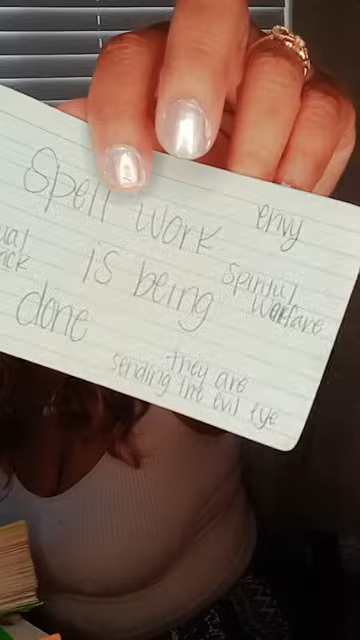 Spell work
is being
done
envy
Spiritual
Warfare
they are
sending the evil eye